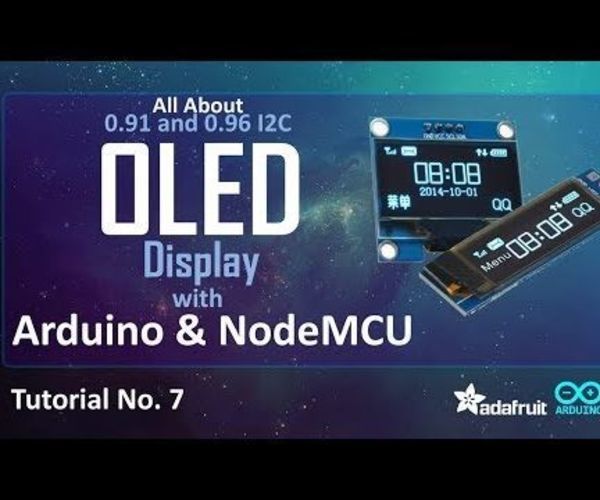 All About
0.91 and 0.96 I2C
OLED
Display
with
Arduino & NodeMCU
Tutorial No. 7
08:08
2014-10-01
菜单
QQ
08:08
QQ
Menu
adafruit
ARDUINO